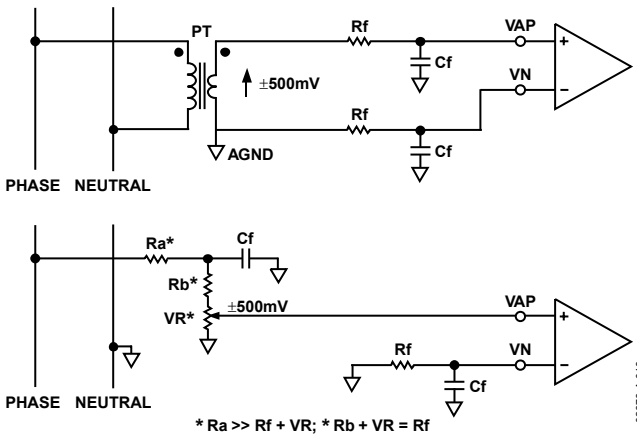 PT
Rf
VAP
Cf
±500mV
VN
Rf
Cf
AGND
PHASE NEUTRAL
Ra*
Cf
Rb*
±500mV
VR*
VAP
Rf
VN
Cf
PHASE NEUTRAL
* Ra >> Rf + VR; * Rb + VR = Rf